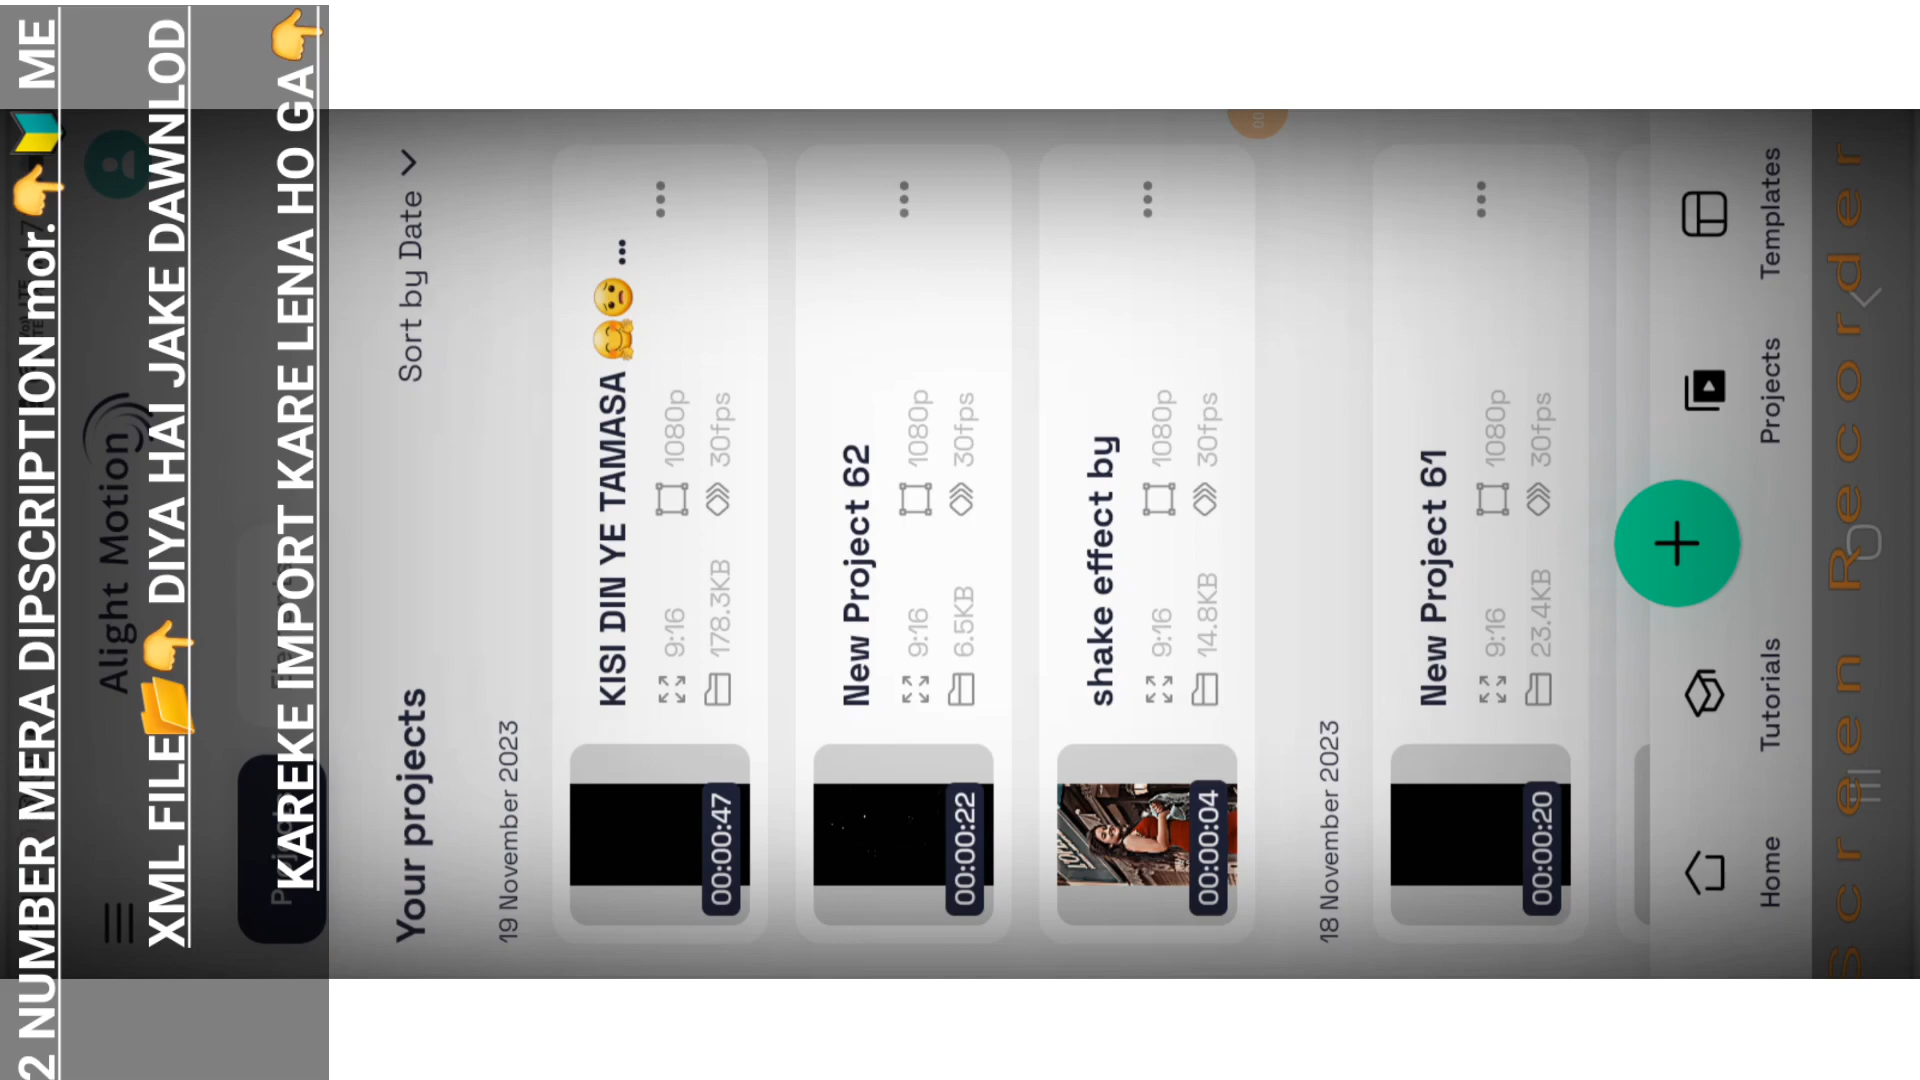 2 NUMBER MERA DIPSCRIPTION mor.👉🔰 ME
XML FILE📂👉 DIYA HAI JAKE DAWNLOD
KAREKE IMPORT KARE LENA HO GA👉
Alight Motion
Your projects
Sort by Date
19 November 2023
KISI DIN YE TAMASA 🤗🙁 ...
9:16
1080p
178.3KB
30fps
00:00:47
New Project 62
9:16
1080p
6.5KB
30fps
00:00:22
shake effect by
9:16
1080p
14.8KB
30fps
00:00:04
18 November 2023
New Project 61
9:16
1080p
23.4KB
30fps
00:00:20
Home
Tutorials
Projects
Templates
Screen Recorder